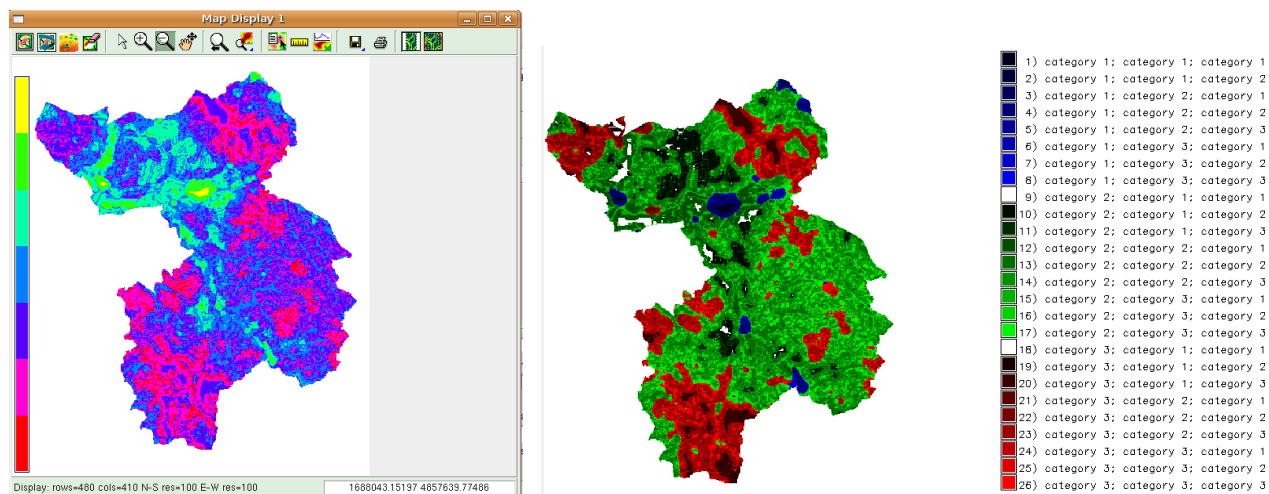 Map Display 1
Display: rows=480 cols=410 N-S res=100 E-W res=100
1688043.15197 4857639.77486
1) category 1; category 1; category 1
2) category 1; category 1; category 2
3) category 1; category 2; category 1
4) category 1; category 2; category 2
5) category 1; category 2; category 3
6) category 1; category 3; category 1
7) category 1; category 3; category 2
8) category 1; category 3; category 3
9) category 2; category 1; category 1
10) category 2; category 1; category 2
11) category 2; category 1; category 3
12) category 2; category 2; category 1
13) category 2; category 2; category 2
14) category 2; category 2; category 3
15) category 2; category 3; category 1
16) category 2; category 3; category 2
17) category 2; category 3; category 3
18) category 3; category 1; category 1
19) category 3; category 1; category 2
20) category 3; category 1; category 3
21) category 3; category 2; category 1
22) category 3; category 2; category 2
23) category 3; category 2; category 3
24) category 3; category 3; category 1
25) category 3; category 3; category 2
26) category 3; category 3; category 3